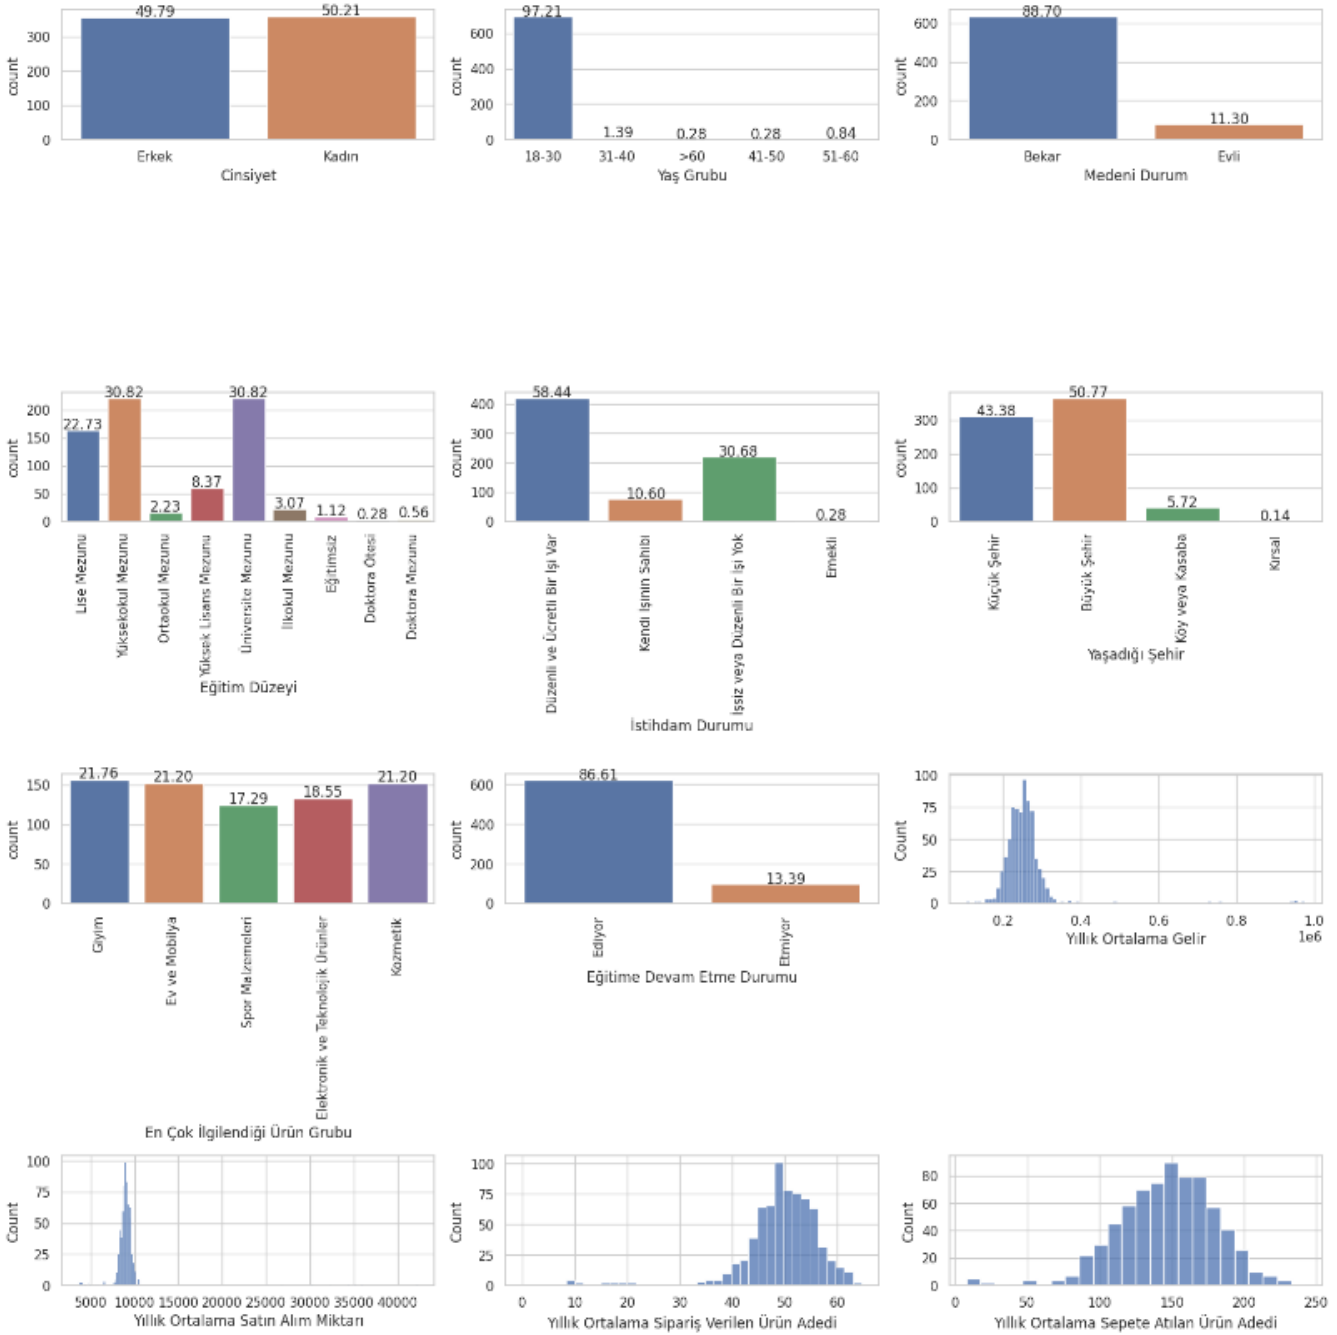 49.79 50.21
count
300
200
100
0
Erkek Kadın
Cinsiyet
97.21
1.39 0.28 0.28 0.84
count
600
400
200
0
18-30 31-40 >60 41-50 51-60
Yaş Grubu
88.70
11.30
count
600
400
200
0
Bekar Evli
Medeni Durum
22.73 30.82 2.23 8.37 30.82 3.07 1.12 0.28 0.56
count
200
150
100
50
0
Lise Mezunu
Yüksekokul Mezunu
Ortaokul Mezunu
Yüksek Lisans Mezunu
Üniversite Mezunu
İlkokul Mezunu
Eğitimsiz
Doktora Ötesi
Doktora Mezunu
Eğitim Düzeyi
58.44 10.60 30.68 0.28
count
400
300
200
100
0
Düzenli ve Ücretli Bir İşi Var
Kendi İşinin Sahibi
İşsiz veya Düzenli Bir İşi Yok
Emekli
İstihdam Durumu
43.38 50.77 5.72 0.14
count
300
200
100
0
Küçük Şehir
Büyük Şehir
Köy veya Kasaba
Kırsal
Yaşadığı Şehir
21.76 21.20 17.29 18.55 21.20
count
150
100
50
0
Giyim
Ev ve Mobilya
Spor Malzemeleri
Elektronik ve Teknolojik Ürünler
Kozmetik
En Çok İlgilendiği Ürün Grubu
86.61 13.39
count
600
400
200
0
Ediyor
Etmiyor
Eğitime Devam Etme Durumu
Count
100
75
50
25
0
0.2 0.4 0.6 0.8 1.0
1e6
Yıllık Ortalama Gelir
Count
100
75
50
25
0
5000 10000 15000 20000 25000 30000 35000 40000
Yıllık Ortalama Satın Alım Miktarı
Count
100
75
50
25
0
0 10 20 30 40 50 60
Yıllık Ortalama Sipariş Verilen Ürün Adedi
Count
80
60
40
20
0
0 50 100 150 200 250
Yıllık Ortalama Sepete Atılan Ürün Adedi